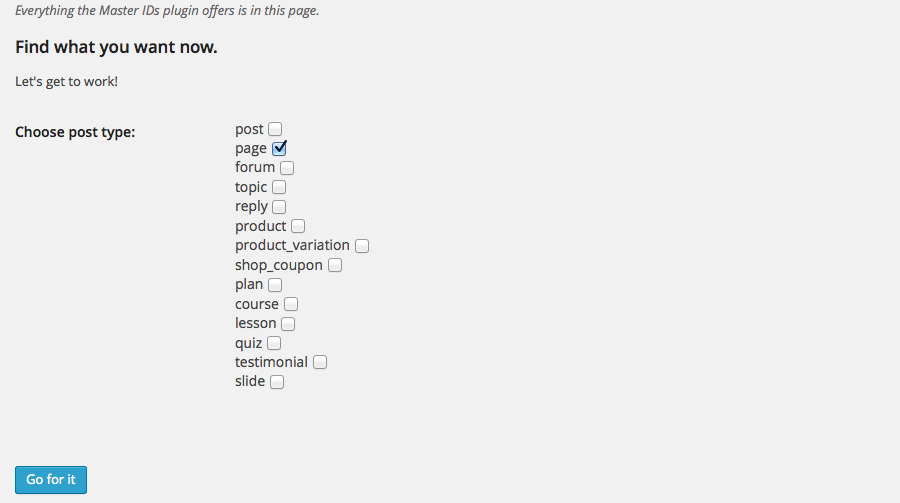 Everything the Master IDs plugin offers is in this page.
Find what you want now.
Let's get to work!
Choose post type:
post
page
forum
topic
reply
product
product_variation
shop_coupon
plan
course
lesson
quiz
testimonial
slide
Go for it